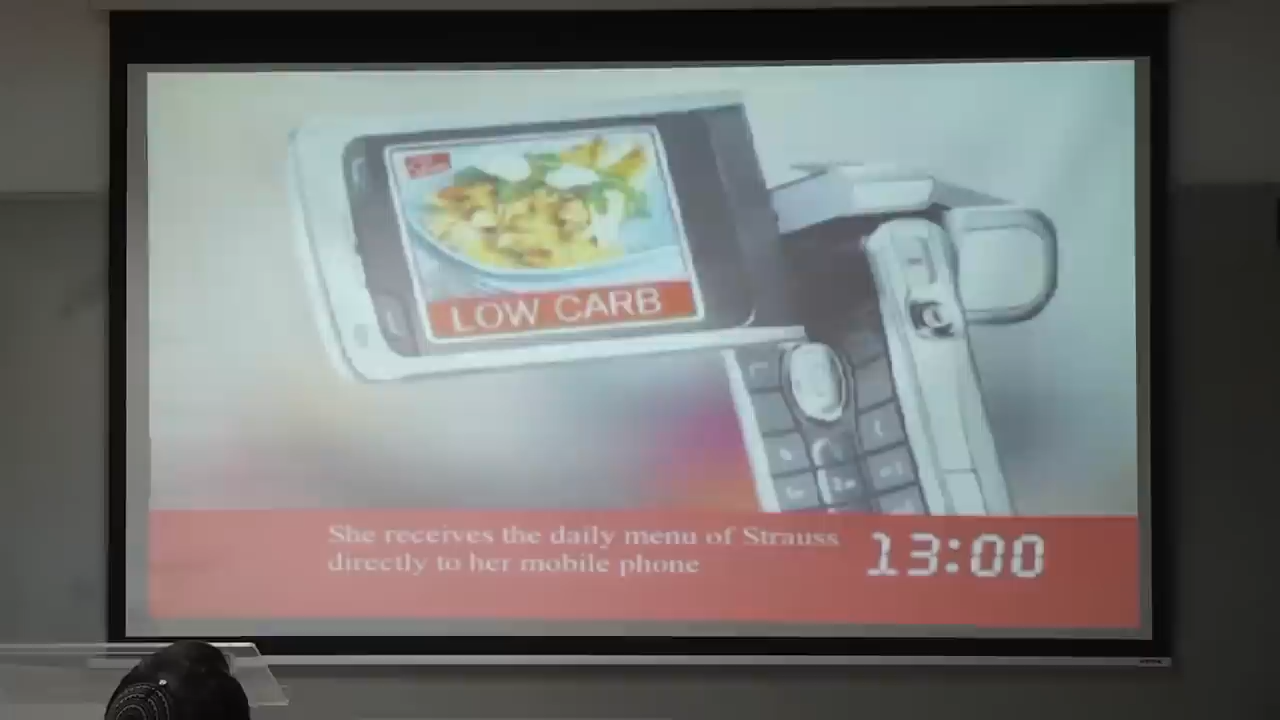 LOW CARB
She receives the daily menu of Strauss
directly to her mobile phone
13:00